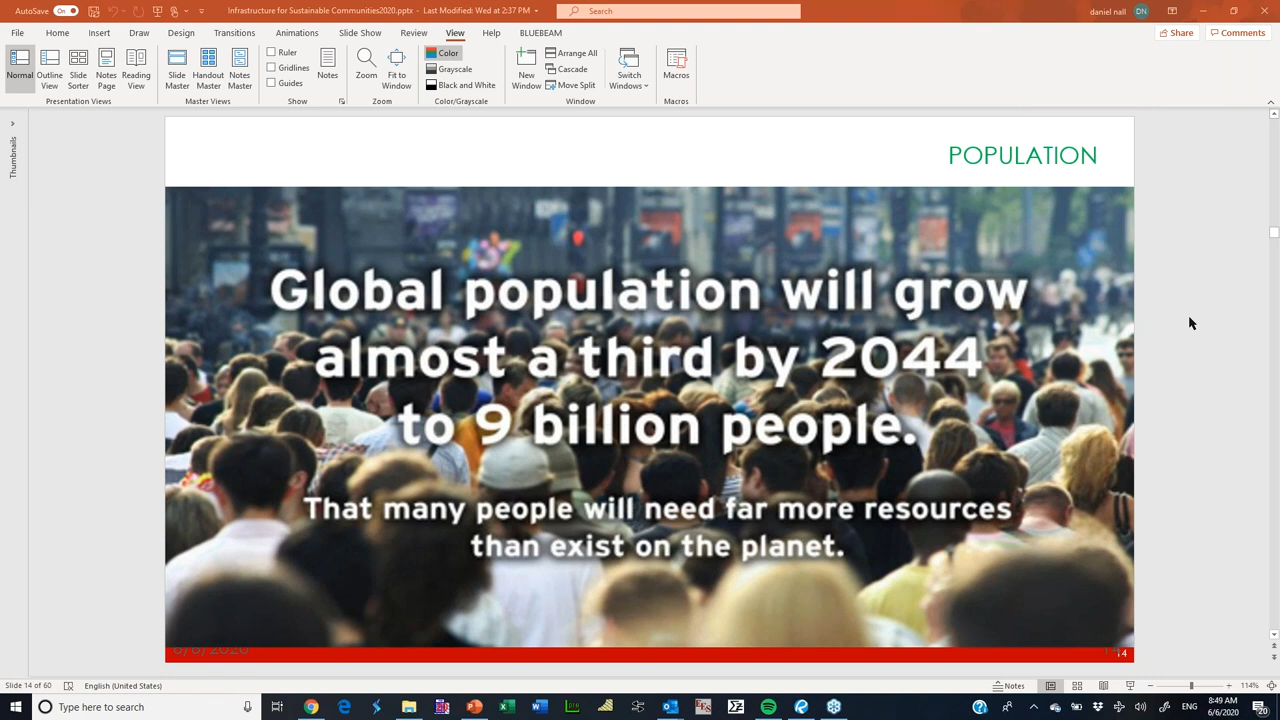 AutoSave On Infrastructure for Sustainable Communities2020.pptx - Last Modified: Wed at 2:37 PM Search daniel nall DN
File Home Insert Draw Design Transitions Animations Slide Show Review View Help BLUEBEAM Share Comments
Normal Outline View Slide Sorter Notes Page Reading View
Presentation Views
Slide Master Handout Master Notes Master
Master Views
Ruler
Gridlines
Guides
Notes
Show
Zoom Fit to Window
Zoom
Color
Grayscale
Black and White
Color/Grayscale
New Window
Arrange All
Cascade
Move Split
Switch Windows
Window
Macros
Macros
Thumbnails
POPULATION
Global population will grow
almost a third by 2044
to 9 billion people.
That many people will need far more resources
than exist on the planet.
6/6/2020 14 14
Slide 14 of 60 English (United States) Notes 114%
Type here to search ENG 8:49 AM
6/6/2020 20